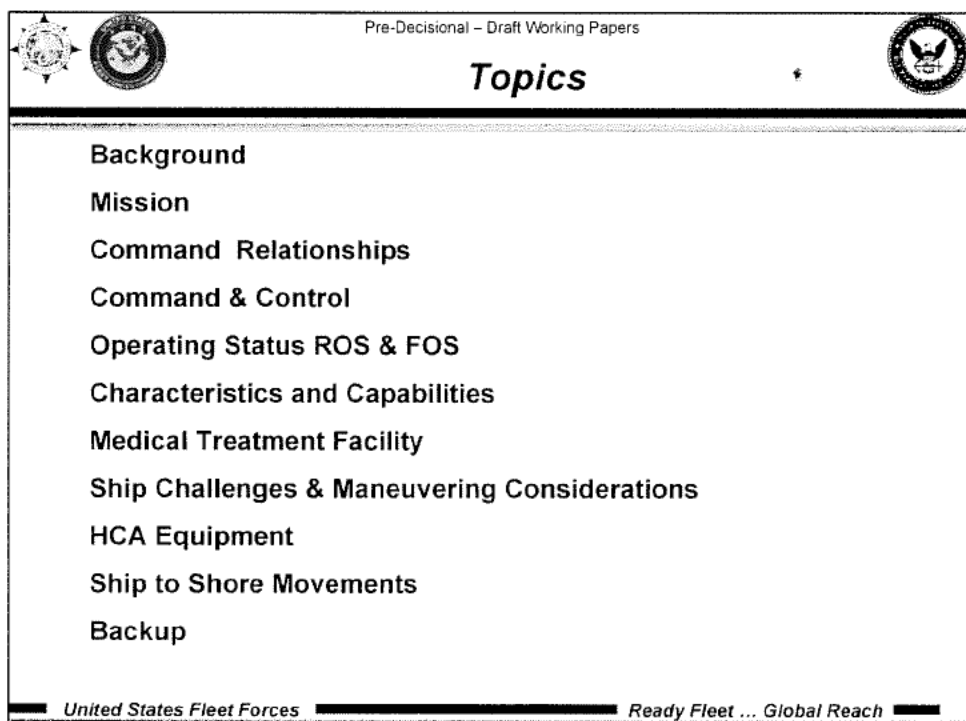 Pre-Decisional – Draft Working Papers
Topics
Background
Mission
Command Relationships
Command & Control
Operating Status ROS & FOS
Characteristics and Capabilities
Medical Treatment Facility
Ship Challenges & Maneuvering Considerations
HCA Equipment
Ship to Shore Movements
Backup
United States Fleet Forces
Ready Fleet ... Global Reach